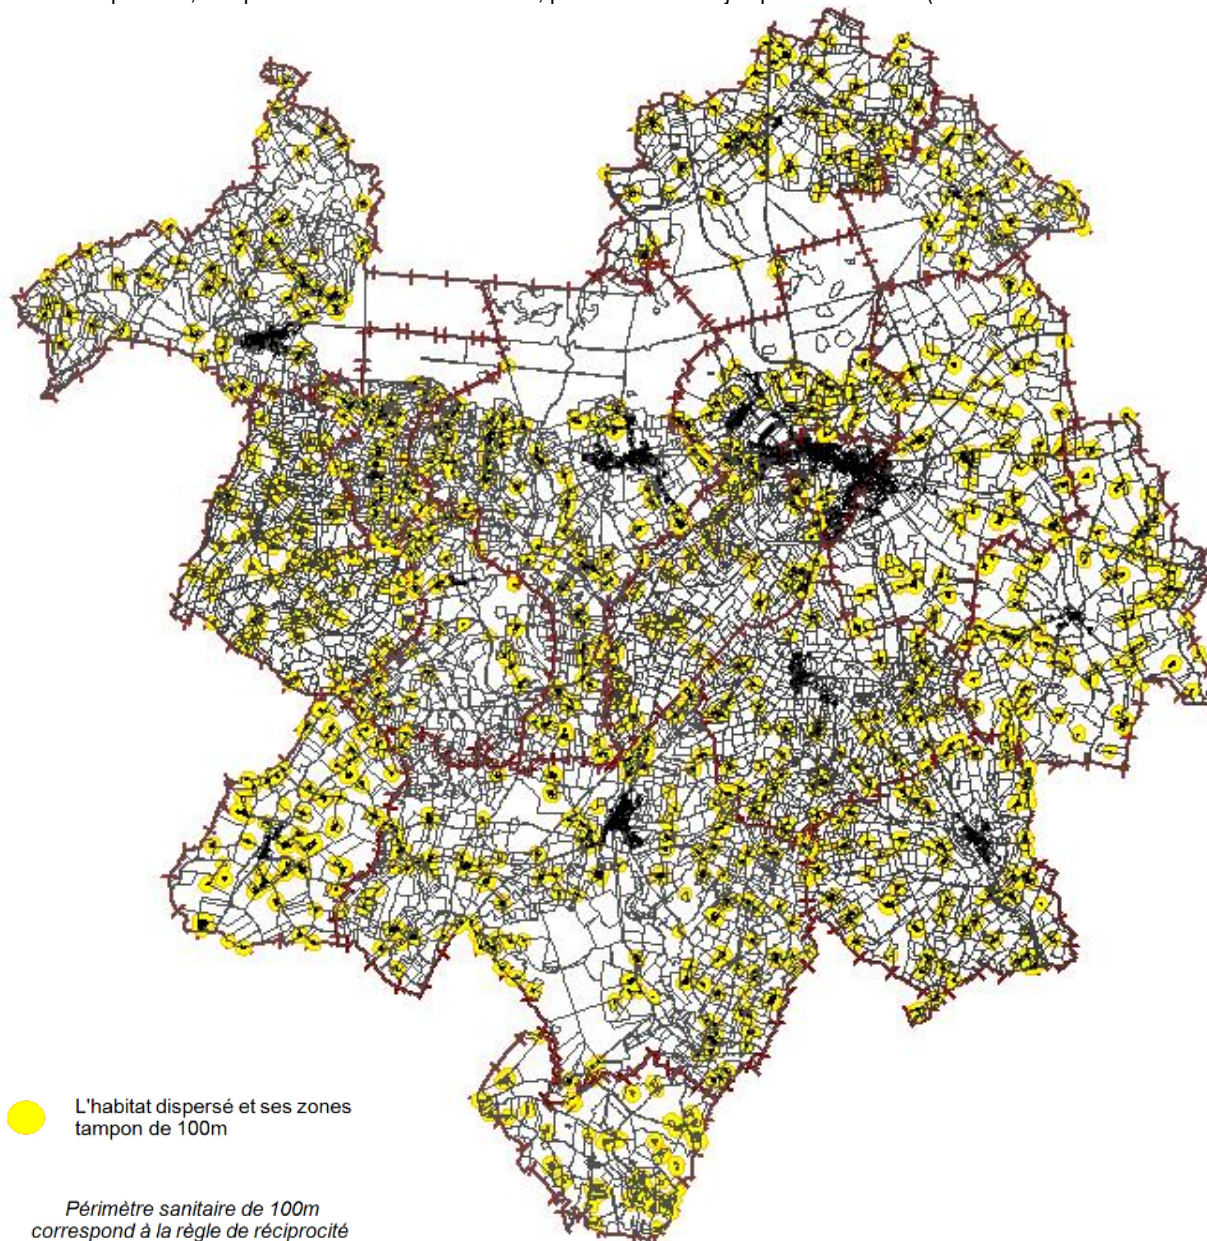 L'habitat dispersé et ses zones
tampon de 100m
Périmètre sanitaire de 100m
correspond à la règle de réciprocité